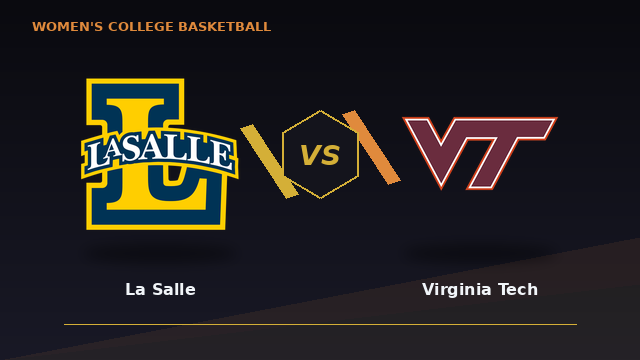 WOMEN'S COLLEGE BASKETBALL
LASALLE
VS
VT
La Salle
Virginia Tech